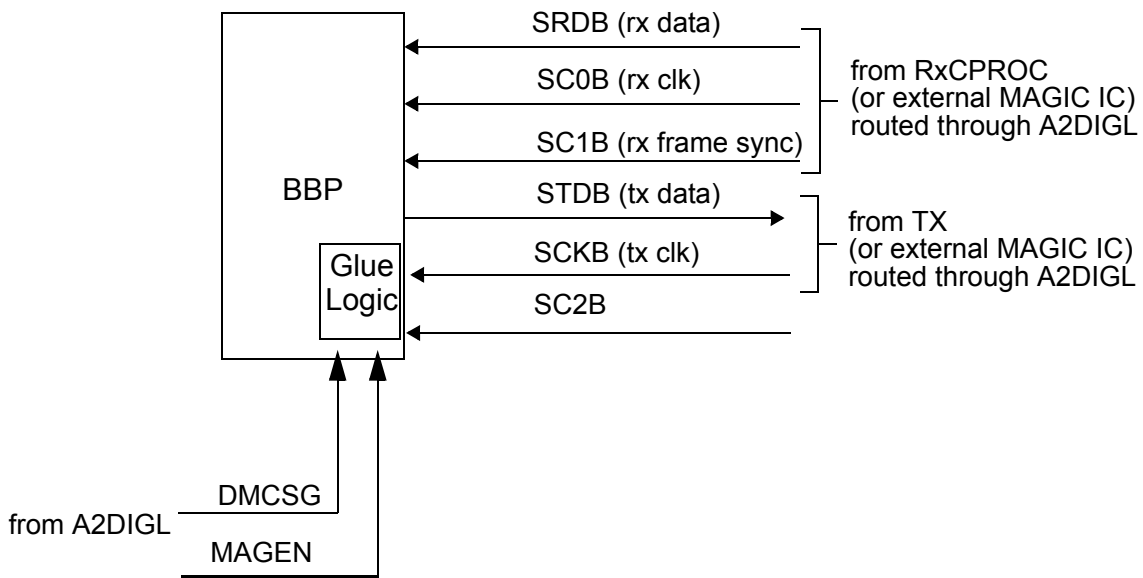 SRDB (rx data)
SC0B (rx clk)
SC1B (rx frame sync)
from RxCPROC
(or external MAGIC IC)
routed through A2DIGL
BBP
STDB (tx data)
SCKB (tx clk)
SC2B
from TX
(or external MAGIC IC)
routed through A2DIGL
Glue
Logic
DMCSG
from A2DIGL
MAGEN